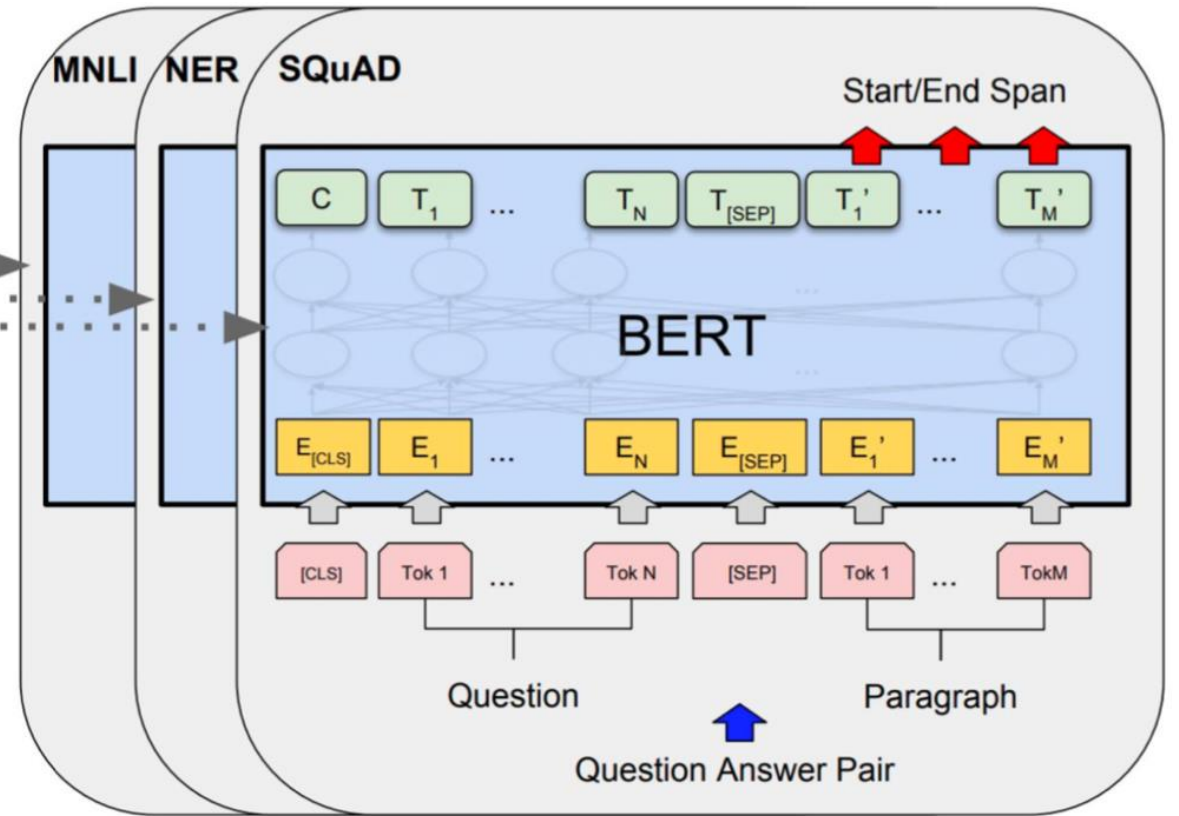 MNLI NER SQuAD
Start/End Span
C T1 ... TN T[SEP] T1' ... TM'
...
BERT
...
E[CLS] E1 ... EN E[SEP] E1' ... EM'
[CLS] Tok 1 ... Tok N [SEP] Tok 1 ... TokM
Question Paragraph
Question Answer Pair